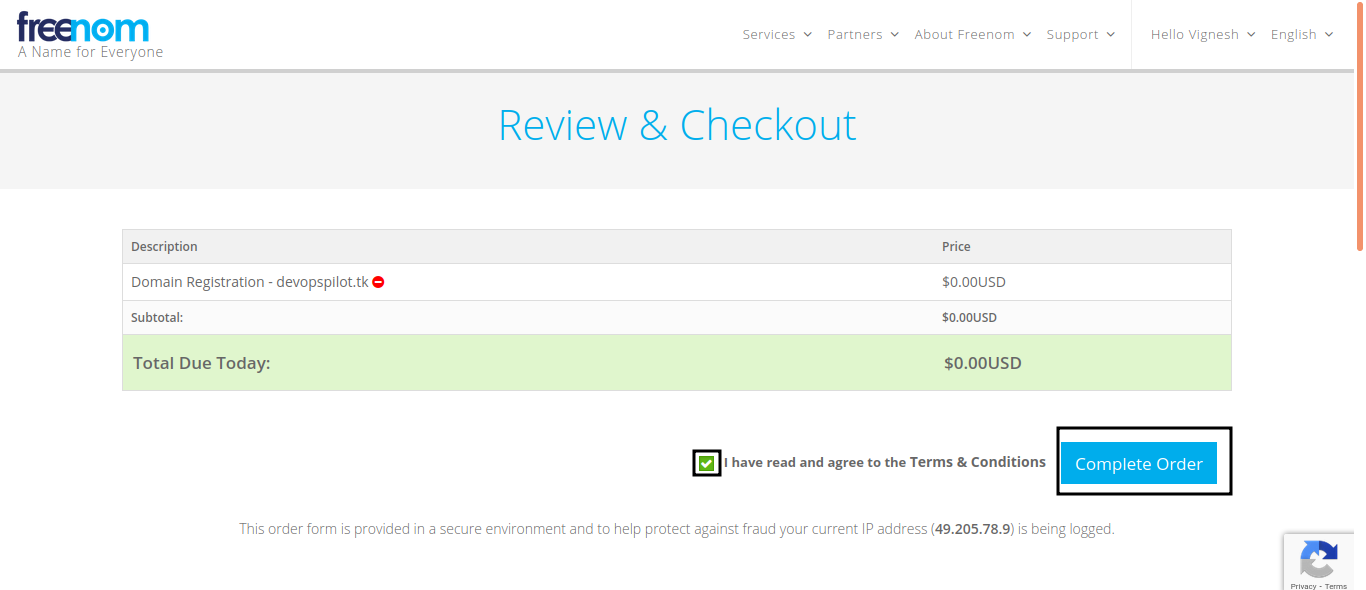 freenom
A Name for Everyone
Services Partners About Freenom Support Hello Vignesh English
Review & Checkout
Description Price
Domain Registration - devopspilot.tk $0.00USD
Subtotal: $0.00USD
Total Due Today: $0.00USD
I have read and agree to the Terms & Conditions Complete Order
This order form is provided in a secure environment and to help protect against fraud your current IP address (49.205.78.9) is being logged.
Privacy - Terms